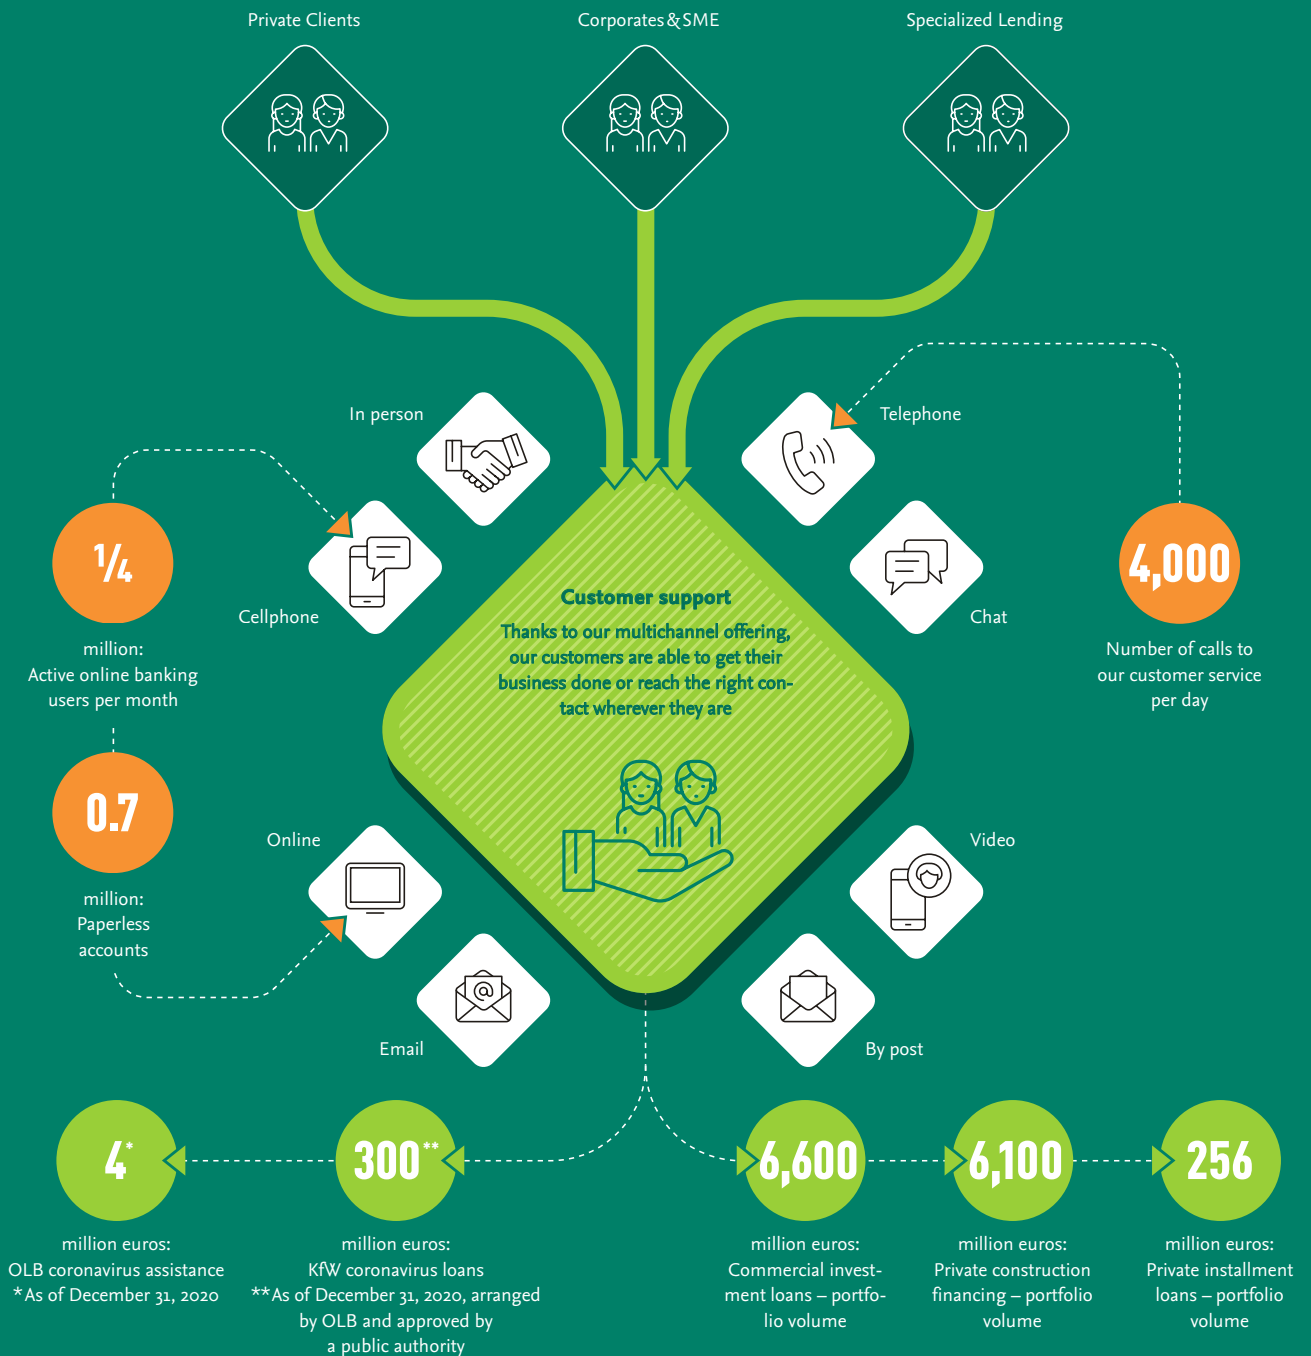 Private Clients
Corporates & SME
Specialized Lending
In person
Telephone
Cellphone
Chat
1/4
million:
Active online banking
users per month
4,000
Number of calls to
our customer service
per day
Customer support
Thanks to our multichannel offering,
our customers are able to get their
business done or reach the right con-
tact wherever they are
0.7
million:
Paperless
accounts
Online
Video
Email
By post
4*
million euros:
OLB coronavirus assistance
*As of December 31, 2020
300**
million euros:
KfW coronavirus loans
**As of December 31, 2020, arranged
by OLB and approved by
a public authority
6,600
million euros:
Commercial invest-
ment loans – portfo-
lio volume
6,100
million euros:
Private construction
financing – portfolio
volume
256
million euros:
Private installment
loans – portfolio
volume